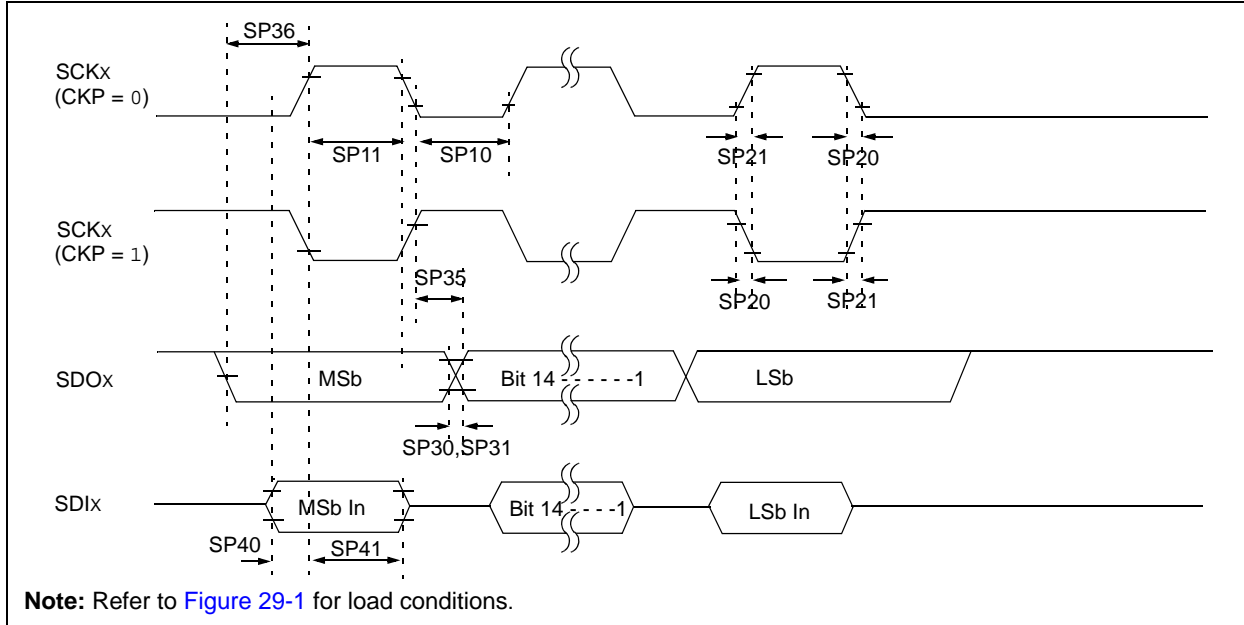 SP36
SCKX
(CKP = 0)
SP11
SP10
SP21
SP20
SCKX
(CKP = 1)
SP35
SP20
SP21
SDOX
MSb
Bit 14 - - - - - -1
LSb
SP30,SP31
SDIX
MSb In
Bit 14 - - - -1
LSb In
SP40
SP41
Note: Refer to Figure 29-1 for load conditions.